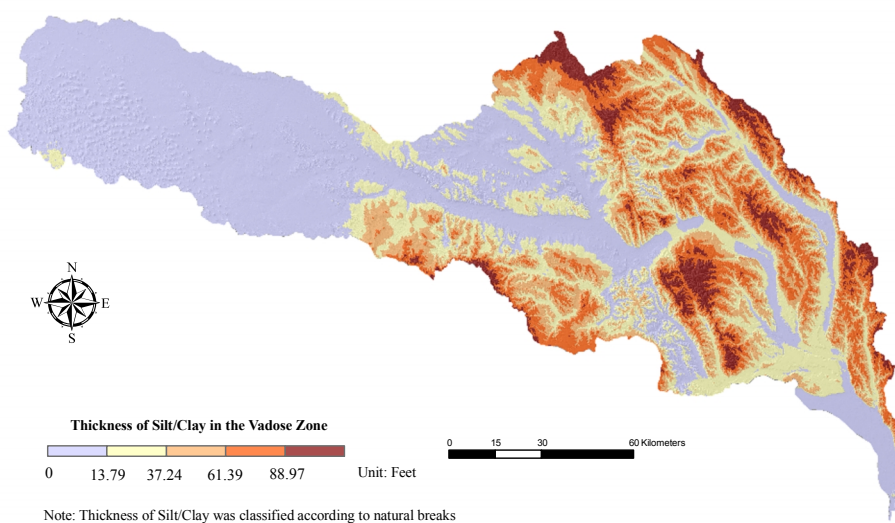 N
W E
S
Thickness of Silt/Clay in the Vadose Zone
0 13.79 37.24 61.39 88.97 Unit: Feet
0 15 30 60 Kilometers
Note: Thickness of Silt/Clay was classified according to natural breaks